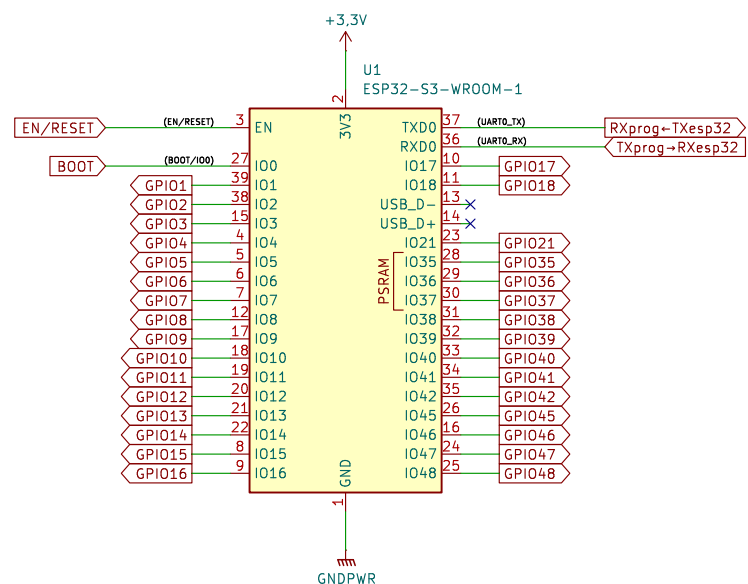 +3,3V
U1
ESP32-S3-WROOM-1
2
3V3
EN/RESET (EN/RESET) 3 EN
BOOT (BOOT/IO0) 27 IO0
GPIO1 39 IO1
GPIO2 38 IO2
GPIO3 15 IO3
GPIO4 4 IO4
GPIO5 5 IO5
GPIO6 6 IO6
GPIO7 7 IO7
GPIO8 12 IO8
GPIO9 17 IO9
GPIO10 18 IO10
GPIO11 19 IO11
GPIO12 20 IO12
GPIO13 21 IO13
GPIO14 22 IO14
GPIO15 8 IO15
GPIO16 9 IO16
TXD0 37 (UART0_TX) RXprog←TXesp32
RXD0 36 (UART0_RX) TXprog→RXesp32
IO17 10 GPIO17
IO18 11 GPIO18
USB_D- 13
USB_D+ 14
IO21 23 GPIO21
IO35 28 GPIO35
IO36 29 GPIO36
IO37 30 GPIO37
PSRAM
IO38 31 GPIO38
IO39 32 GPIO39
IO40 33 GPIO40
IO41 34 GPIO41
IO42 35 GPIO42
IO45 26 GPIO45
IO46 16 GPIO46
IO47 24 GPIO47
IO48 25 GPIO48
GND
1
GNDPWR